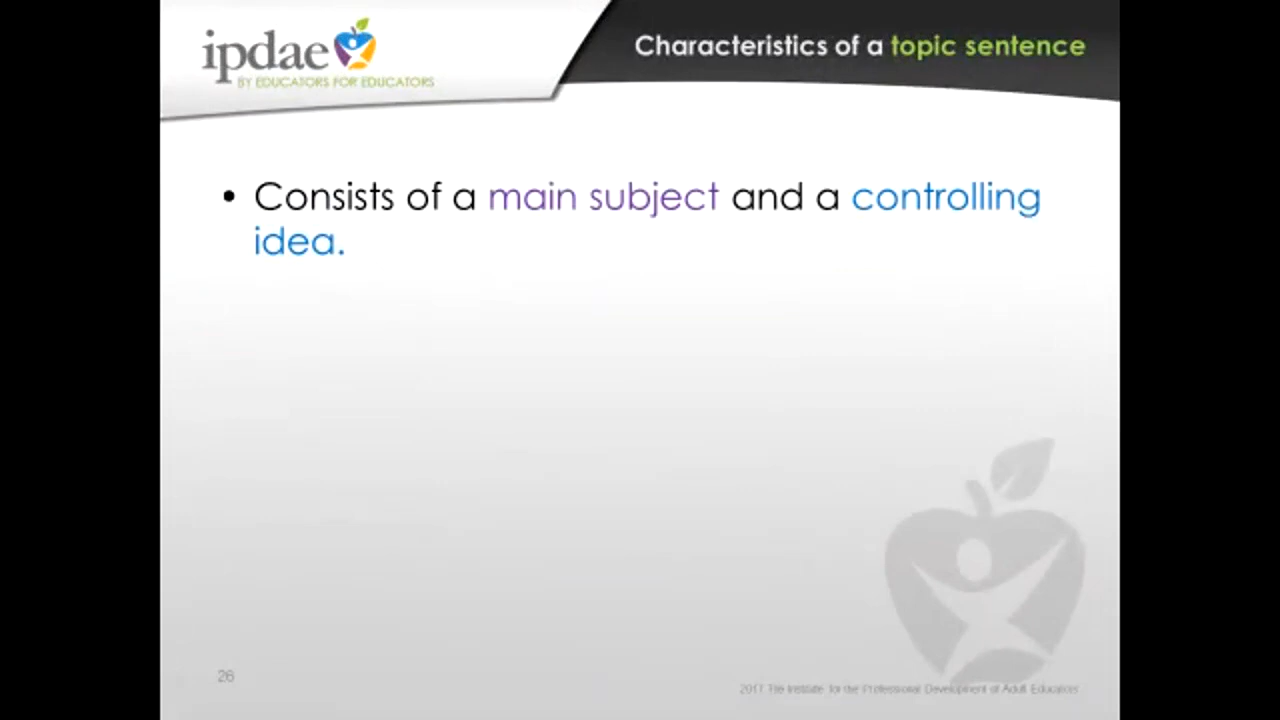 ipdae
BY EDUCATORS FOR EDUCATORS
Characteristics of a topic sentence
• Consists of a main subject and a controlling
idea.
26
2017 The Institute for the Professional Development of Adult Educators